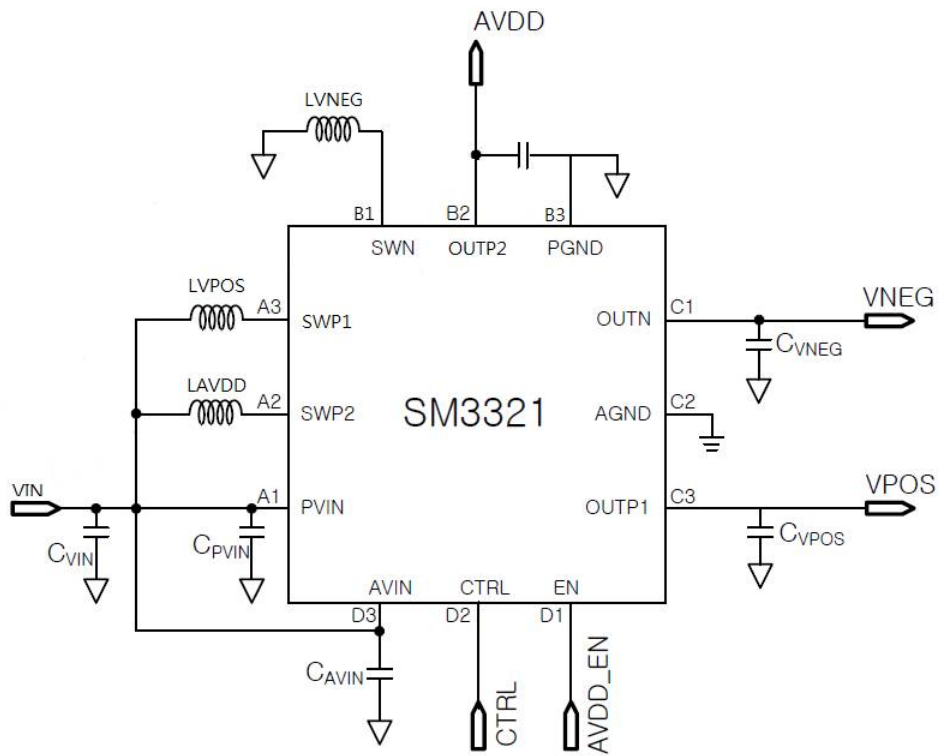 AVDD
LVNEG
B1
B2
B3
SWN
OUTP2
PGND
LVPOS
A3
SWP1
OUTN
C1
VNEG
CVNEG
LAVDD
A2
SWP2
SM3321
AGND
C2
VIN
A1
PVIN
OUTP1
C3
VPOS
CVIN
CPVIN
CVPOS
AVIN
CTRL
EN
D3
D2
D1
CAVIN
CTRL
AVDD_EN